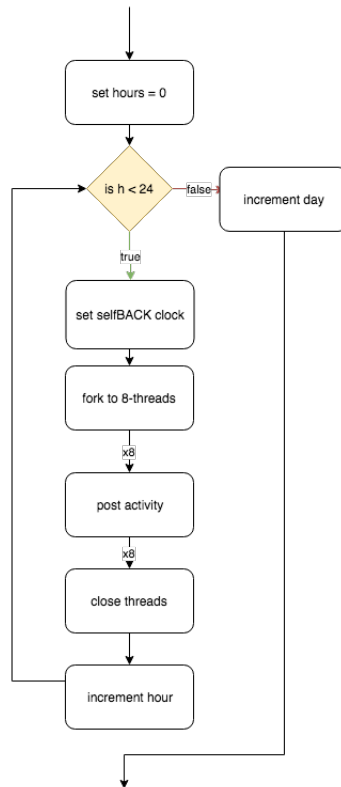 set hours = 0
is h < 24
false
increment day
true
set selfBACK clock
fork to 8-threads
x8
post activity
x8
close threads
increment hour